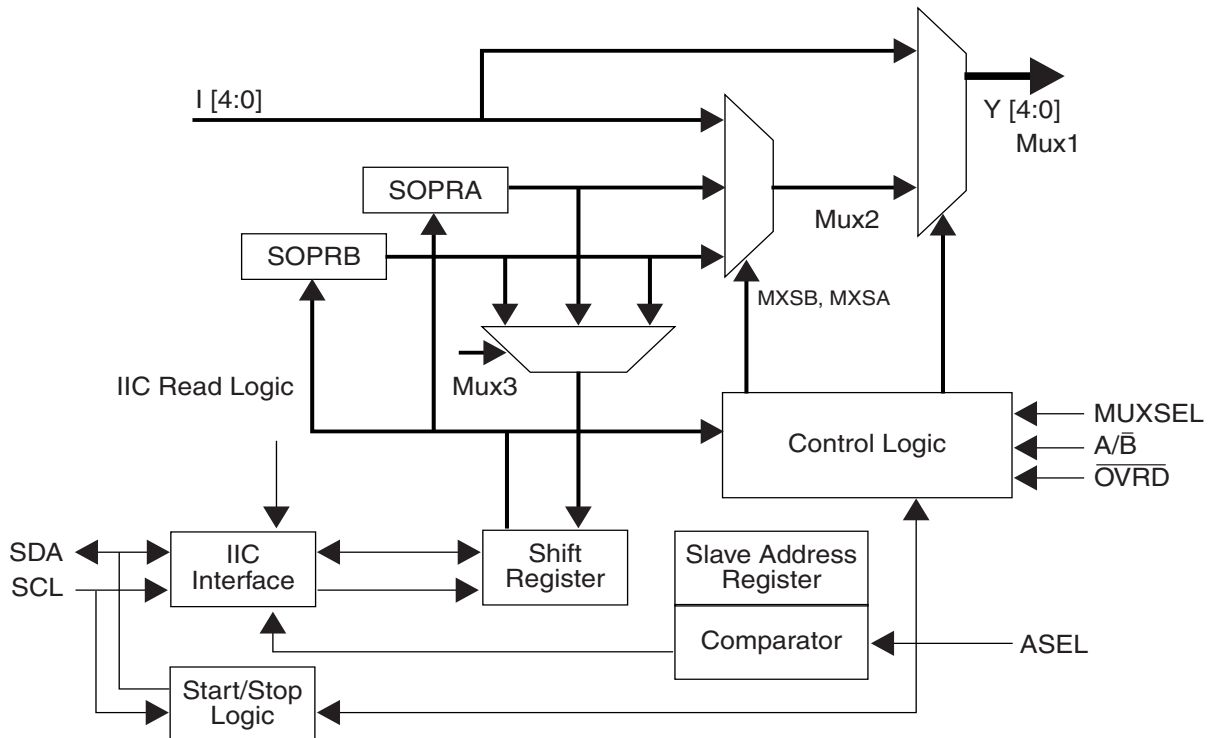 I [4:0]
Y [4:0]
Mux1
SOPRA
Mux2
SOPRB
MXSB, MXSA
IIC Read Logic
Mux3
MUXSEL
Control Logic
A/B̅
O̅V̅R̅D̅
SDA
IIC
Interface
Shift
Register
Slave Address
Register
SCL
Comparator
ASEL
Start/Stop
Logic